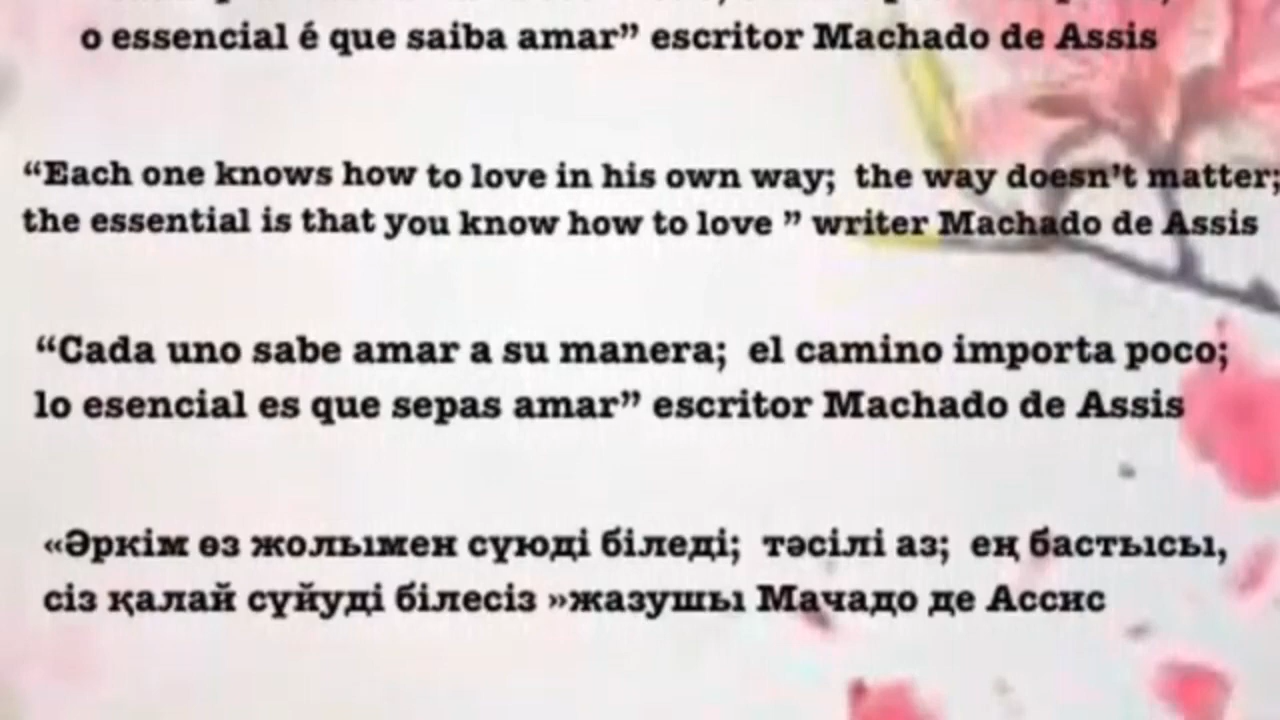 o essencial é que saiba amar” escritor Machado de Assis
“Each one knows how to love in his own way; the way doesn’t matter;
the essential is that you know how to love ” writer Machado de Assis
“Cada uno sabe amar a su manera; el camino importa poco;
lo esencial es que sepas amar” escritor Machado de Assis
«Әркім өз жолымен сүюді біледі; тәсілі аз; ең бастысы,
сіз қалай сүйуді білесіз »жазушы Мачадо де Ассис